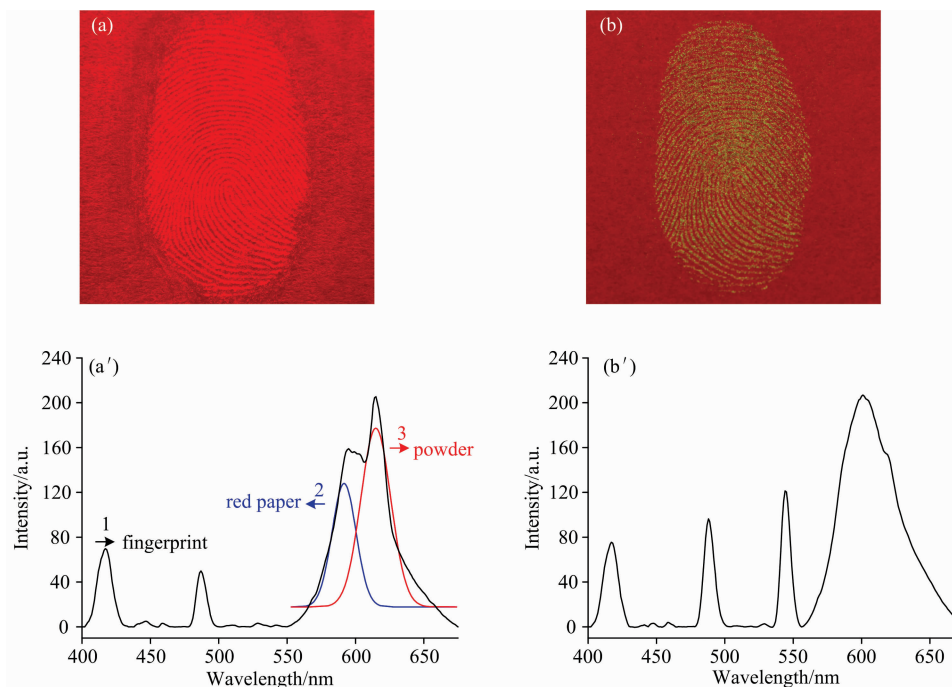 (a)
(b)
240
200
160
120
80
40
0
Intensity/a.u.
(a′)
1
fingerprint
red paper
2
3
powder
400
450
500
550
600
650
Wavelength/nm
240
200
160
120
80
40
0
Intensity/a.u.
(b′)
400
450
500
550
600
650
Wavelength/nm